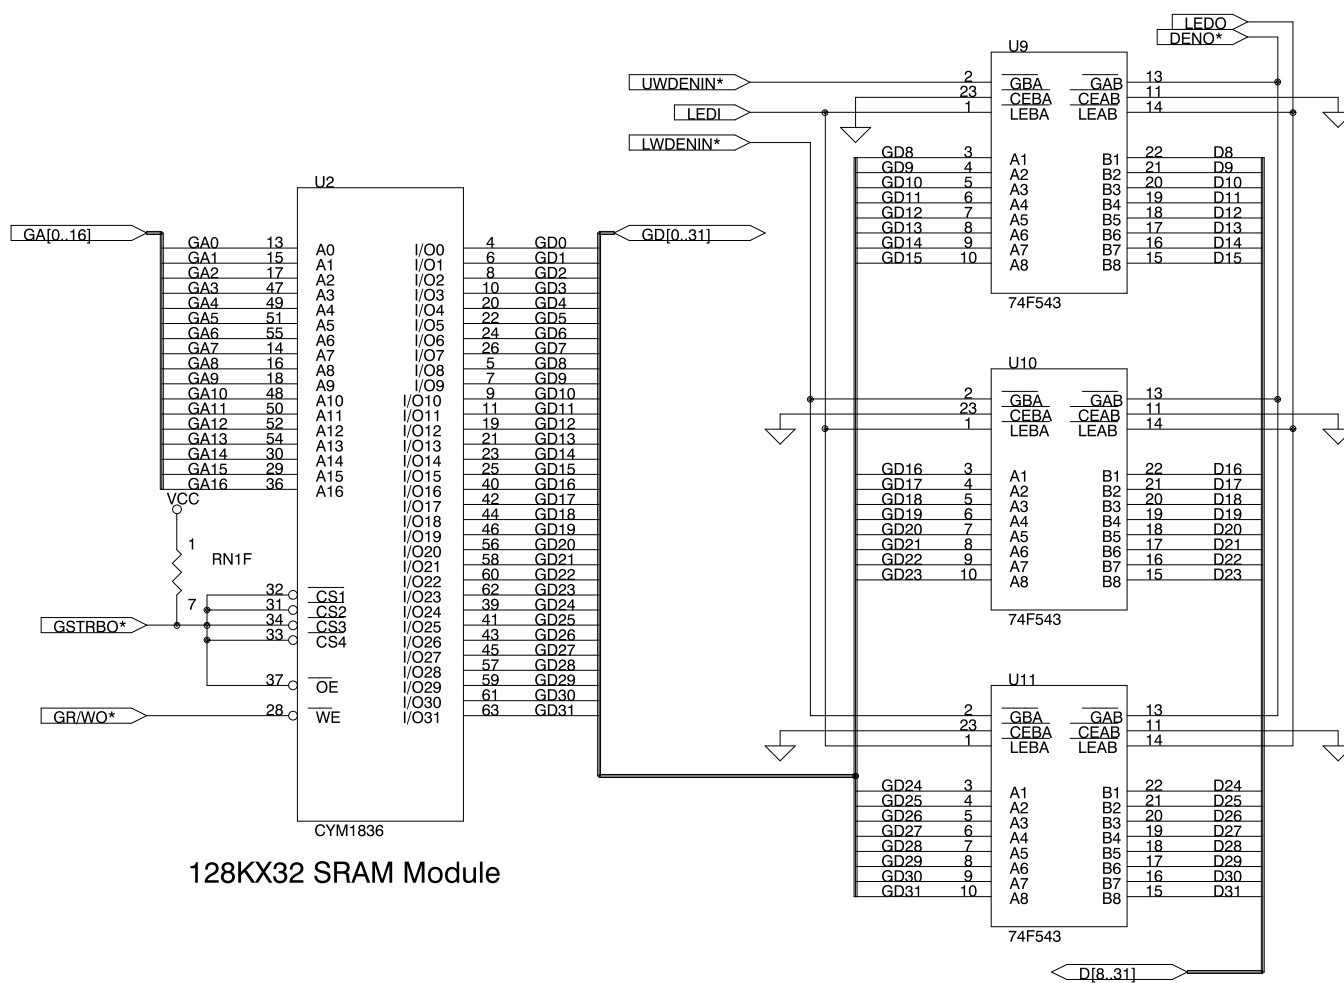 LEDO
DENO*
U9
UWDENIN* 2 GBA GAB 13
23 CEBA CEAB 11
LEDI 1 LEBA LEAB 14
LWDENIN*
GD8 3 A1 B1 22 D8
GD9 4 A2 B2 21 D9
GD10 5 A3 B3 20 D10
GD11 6 A4 B4 19 D11
GD12 7 A5 B5 18 D12
GD13 8 A6 B6 17 D13
GD14 9 A7 B7 16 D14
GD15 10 A8 B8 15 D15
74F543
U2
GA[0..16]
GD[0..31]
GA0 13 A0 I/O0 4 GD0
GA1 15 A1 I/O1 6 GD1
GA2 17 A2 I/O2 8 GD2
GA3 47 A3 I/O3 10 GD3
GA4 49 A4 I/O4 20 GD4
GA5 51 A5 I/O5 22 GD5
GA6 55 A6 I/O6 24 GD6
GA7 14 A7 I/O7 26 GD7
GA8 16 A8 I/O8 5 GD8
GA9 18 A9 I/O9 7 GD9
GA10 48 A10 I/O10 9 GD10
GA11 50 A11 I/O11 11 GD11
GA12 52 A12 I/O12 19 GD12
GA13 54 A13 I/O13 21 GD13
GA14 30 A14 I/O14 23 GD14
GA15 29 A15 I/O15 25 GD15
GA16 36 A16 I/O16 40 GD16
VCC I/O17 42 GD17
I/O18 44 GD18
I/O19 46 GD19
1 I/O20 56 GD20
RN1F I/O21 58 GD21
I/O22 60 GD22
32 CS1 I/O23 62 GD23
7 31 CS2 I/O24 39 GD24
GSTRBO* 34 CS3 I/O25 41 GD25
33 CS4 I/O26 43 GD26
I/O27 45 GD27
I/O28 57 GD28
37 OE I/O29 59 GD29
I/O30 61 GD30
GR/WO* 28 WE I/O31 63 GD31
CYM1836
128KX32 SRAM Module
U10
2 GBA GAB 13
23 CEBA CEAB 11
1 LEBA LEAB 14
GD16 3 A1 B1 22 D16
GD17 4 A2 B2 21 D17
GD18 5 A3 B3 20 D18
GD19 6 A4 B4 19 D19
GD20 7 A5 B5 18 D20
GD21 8 A6 B6 17 D21
GD22 9 A7 B7 16 D22
GD23 10 A8 B8 15 D23
74F543
U11
2 GBA GAB 13
23 CEBA CEAB 11
1 LEBA LEAB 14
GD24 3 A1 B1 22 D24
GD25 4 A2 B2 21 D25
GD26 5 A3 B3 20 D26
GD27 6 A4 B4 19 D27
GD28 7 A5 B5 18 D28
GD29 8 A6 B6 17 D29
GD30 9 A7 B7 16 D30
GD31 10 A8 B8 15 D31
74F543
D[8..31]